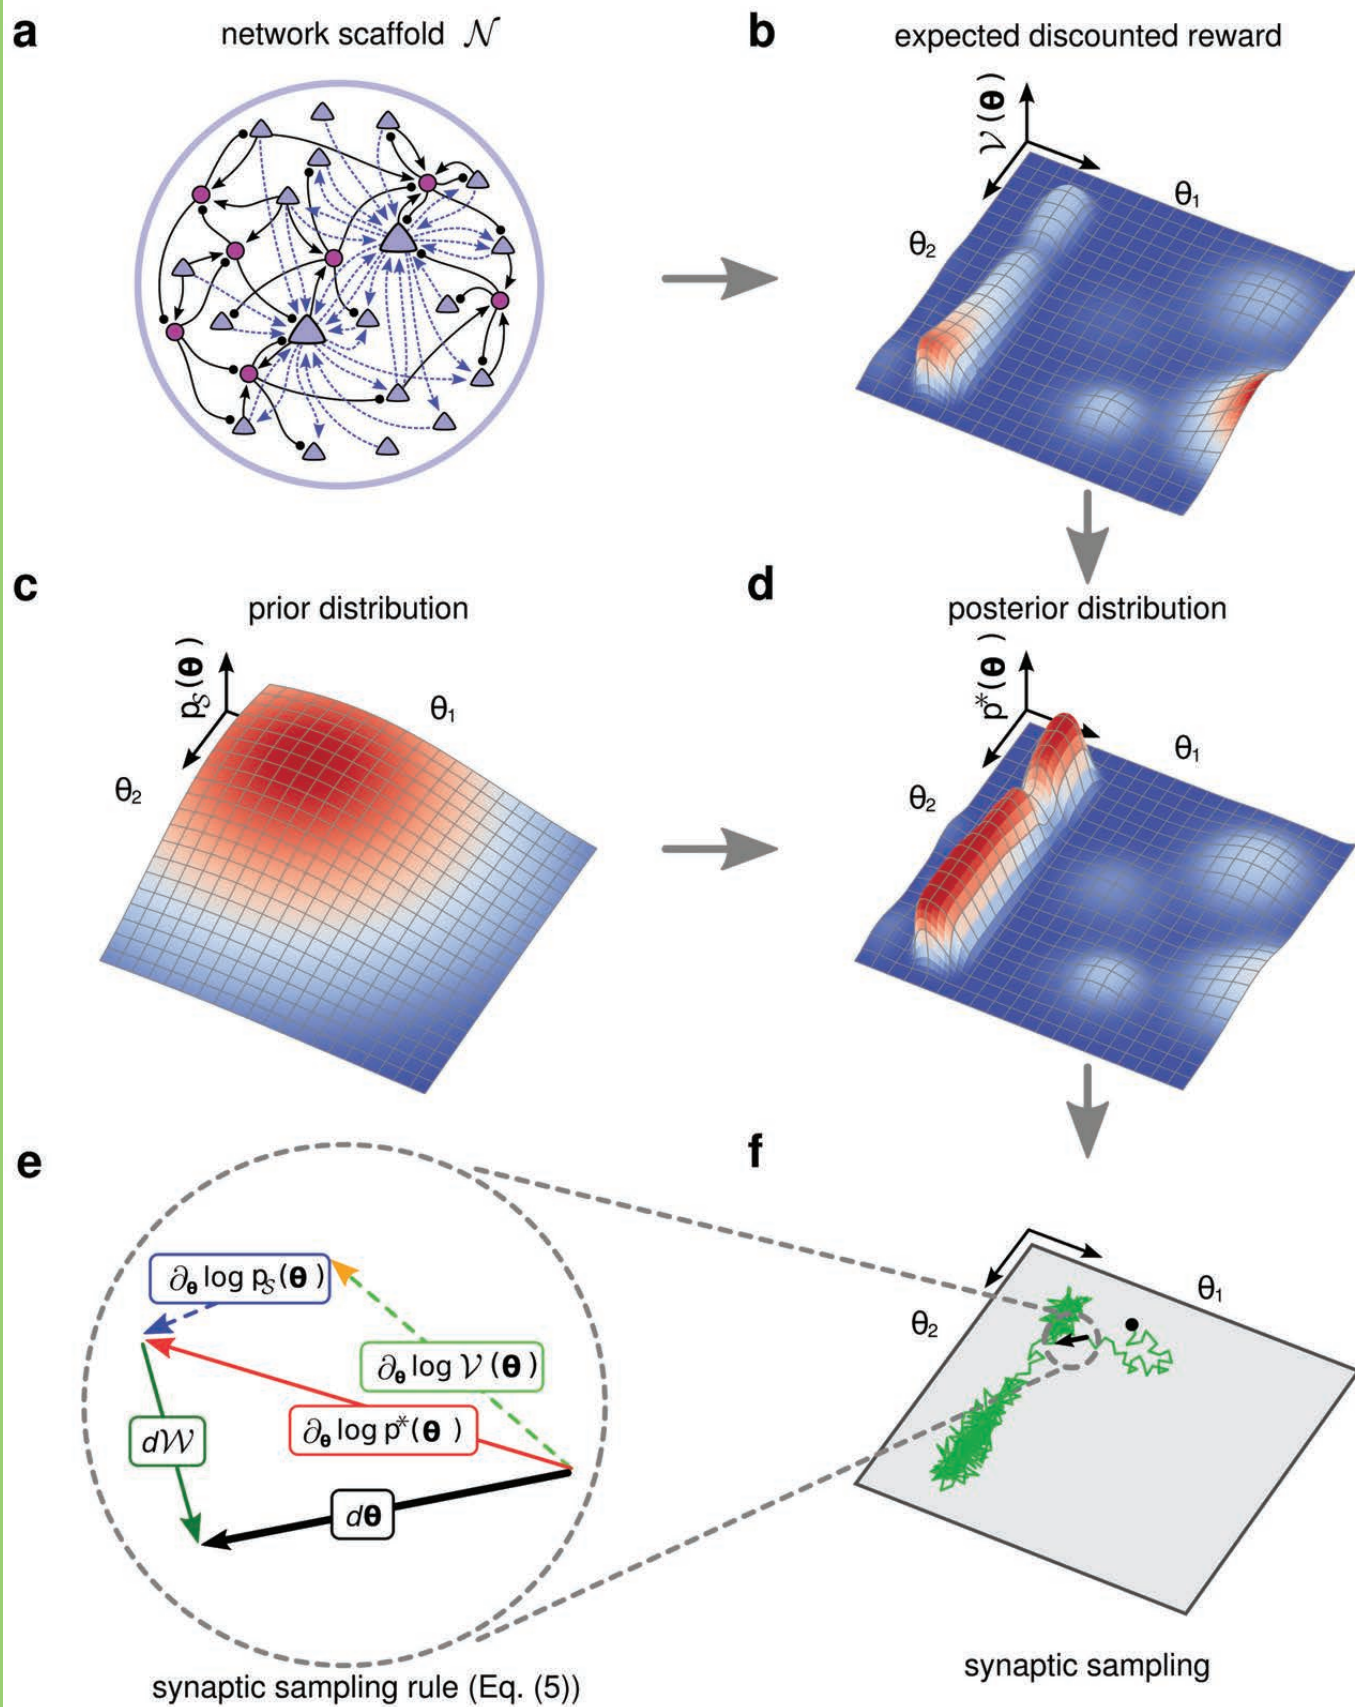 a
network scaffold 𝒩
b
expected discounted reward
𝒱(θ)
θ₁
θ₂
c
prior distribution
p𝒮(θ)
θ₁
θ₂
d
posterior distribution
p*(θ)
θ₁
θ₂
e
∂θ log p𝒮(θ)
∂θ log 𝒱(θ)
∂θ log p*(θ)
d𝒲
dθ
synaptic sampling rule (Eq. (5))
f
θ₁
θ₂
synaptic sampling